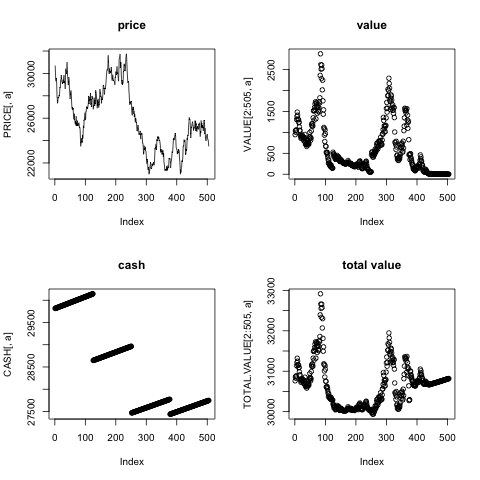 price
value
PRICE[, a]
22000 26000 30000
0 100 200 300 400 500
Index
VALUE[2:505, a]
0 500 1500 2500
0 100 200 300 400 500
Index
cash
total value
CASH[, a]
27500 28500 29500
0 100 200 300 400 500
Index
TOTAL.VALUE[2:505, a]
30000 31000 32000 33000
0 100 200 300 400 500
Index